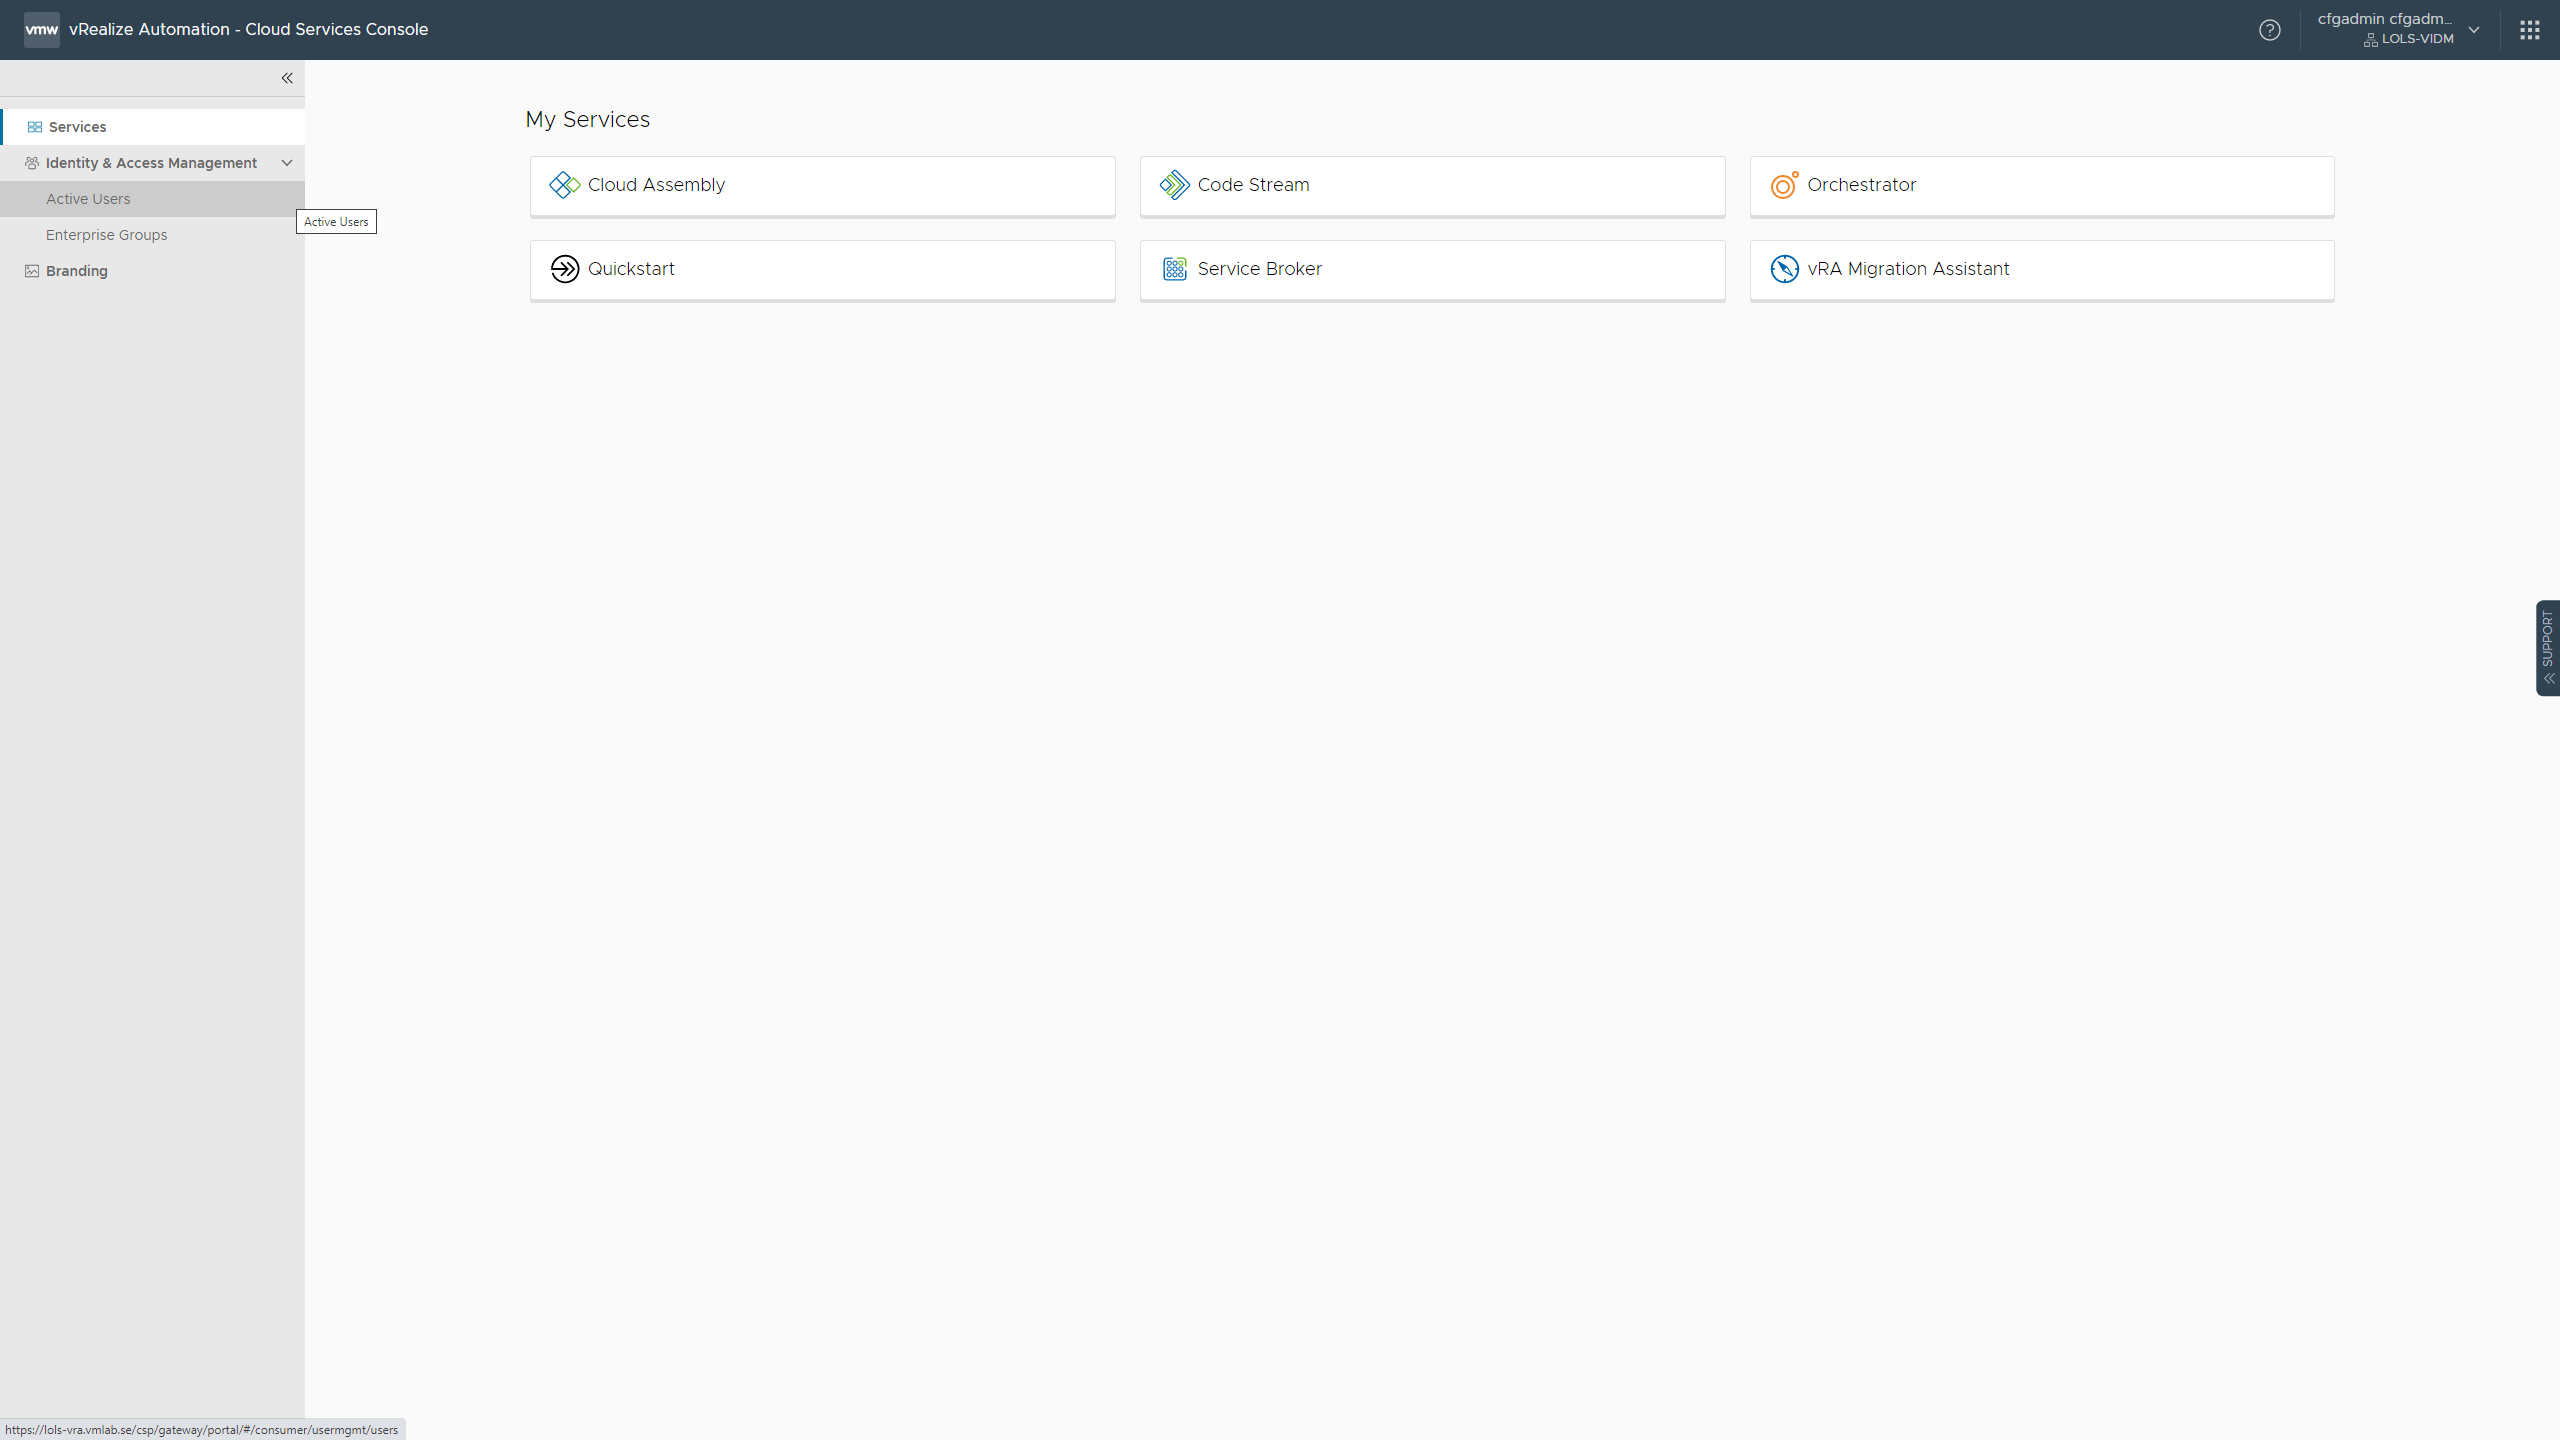 vmw vRealize Automation - Cloud Services Console
cfgadmin cfgadm...
LOLS-VIDM
Services
Identity & Access Management
Active Users
Active Users
Enterprise Groups
Branding
My Services
Cloud Assembly
Code Stream
Orchestrator
Quickstart
Service Broker
vRA Migration Assistant
SUPPORT
https://lols-vra.vmlab.se/csp/gateway/portal/#/consumer/usermgmt/users